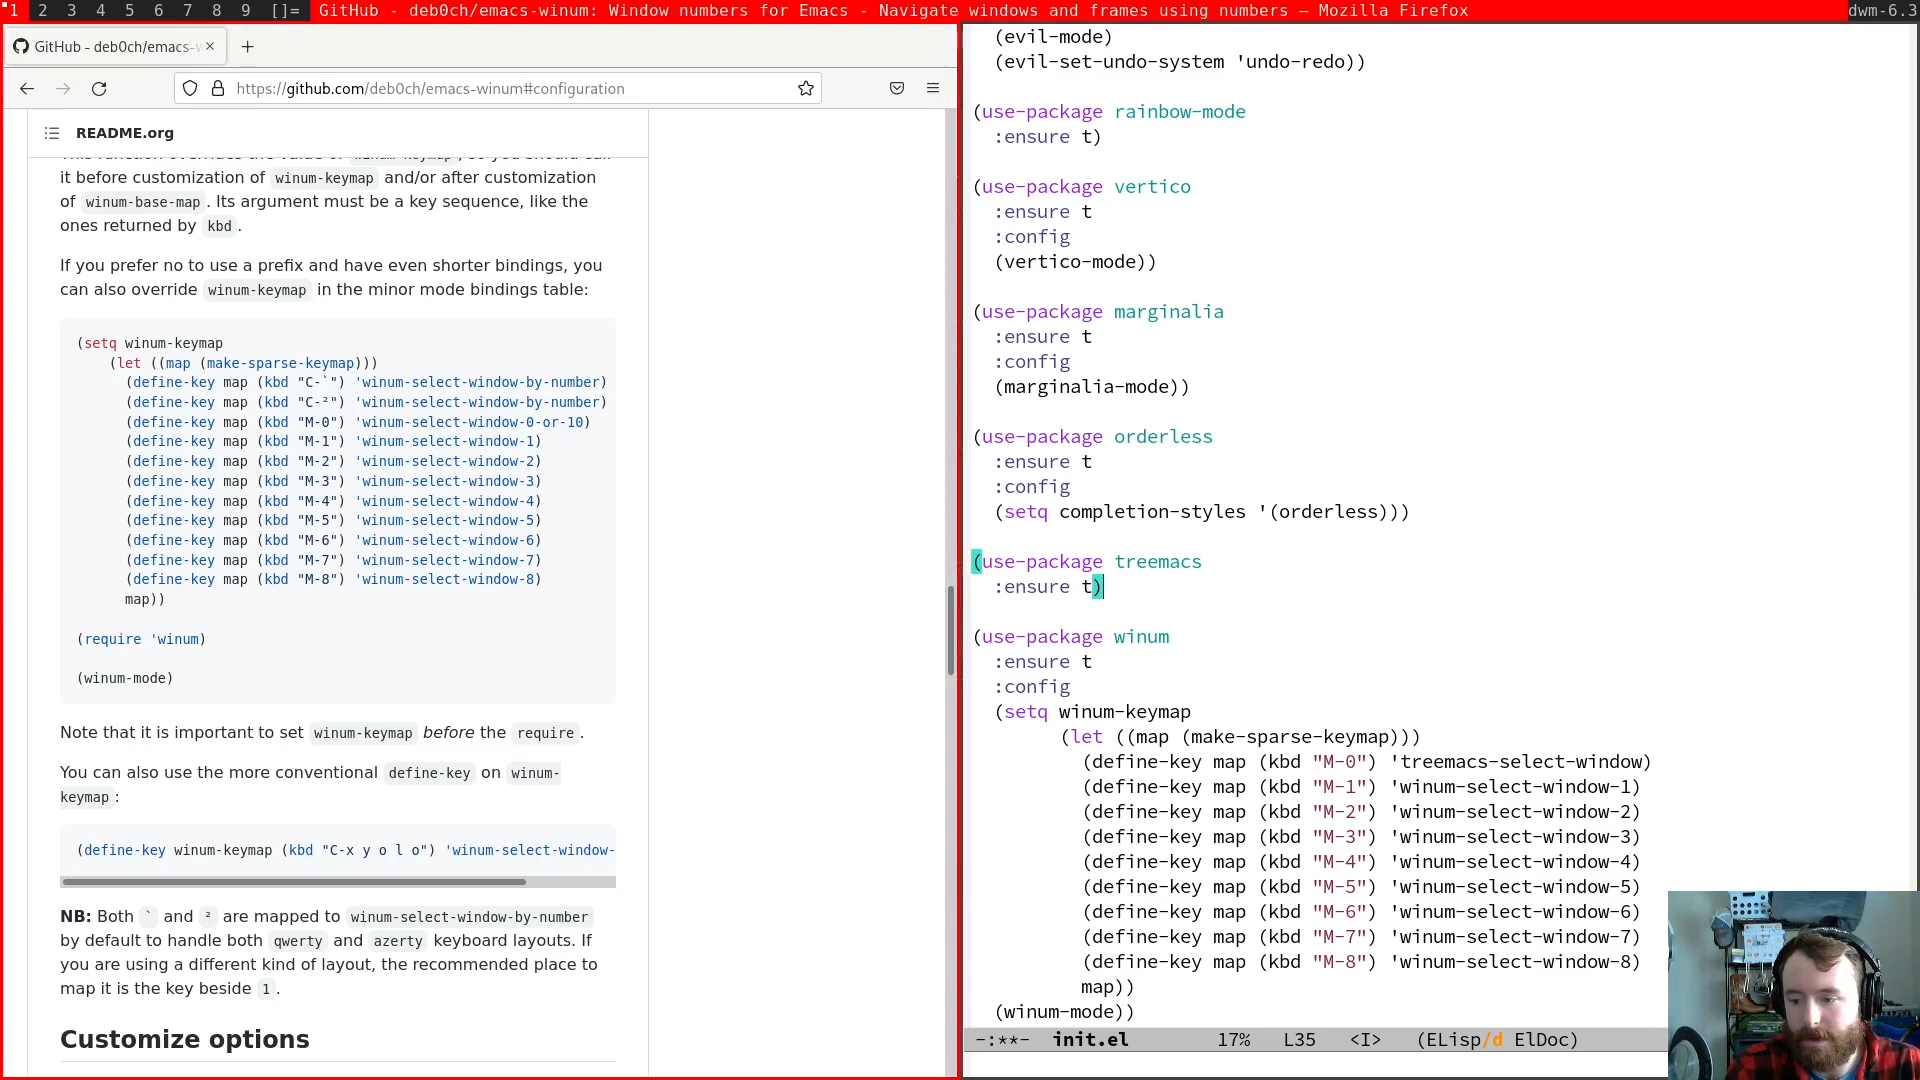 1 2 3 4 5 6 7 8 9 []= GitHub - deb0ch/emacs-winum: Window numbers for Emacs - Navigate windows and frames using numbers — Mozilla Firefox dwm-6.3
GitHub - deb0ch/emacs-w
https://github.com/deb0ch/emacs-winum#configuration
README.org
This function overrides the value of winum-keymap, so you should call
it before customization of winum-keymap and/or after customization
of winum-base-map. Its argument must be a key sequence, like the
ones returned by kbd.
If you prefer no to use a prefix and have even shorter bindings, you
can also override winum-keymap in the minor mode bindings table:
(setq winum-keymap
    (let ((map (make-sparse-keymap)))
      (define-key map (kbd "C-`") 'winum-select-window-by-number)
      (define-key map (kbd "C-²") 'winum-select-window-by-number)
      (define-key map (kbd "M-0") 'winum-select-window-0-or-10)
      (define-key map (kbd "M-1") 'winum-select-window-1)
      (define-key map (kbd "M-2") 'winum-select-window-2)
      (define-key map (kbd "M-3") 'winum-select-window-3)
      (define-key map (kbd "M-4") 'winum-select-window-4)
      (define-key map (kbd "M-5") 'winum-select-window-5)
      (define-key map (kbd "M-6") 'winum-select-window-6)
      (define-key map (kbd "M-7") 'winum-select-window-7)
      (define-key map (kbd "M-8") 'winum-select-window-8)
      map))
(require 'winum)
(winum-mode)
Note that it is important to set winum-keymap before the require.
You can also use the more conventional define-key on winum-
keymap:
(define-key winum-keymap (kbd "C-x y o l o") 'winum-select-window-
NB: Both ` and ² are mapped to winum-select-window-by-number
by default to handle both qwerty and azerty keyboard layouts. If
you are using a different kind of layout, the recommended place to
map it is the key beside 1.
Customize options
  (evil-mode)
  (evil-set-undo-system 'undo-redo))
(use-package rainbow-mode
  :ensure t)
(use-package vertico
  :ensure t
  :config
  (vertico-mode))
(use-package marginalia
  :ensure t
  :config
  (marginalia-mode))
(use-package orderless
  :ensure t
  :config
  (setq completion-styles '(orderless)))
(use-package treemacs
  :ensure t)
(use-package winum
  :ensure t
  :config
  (setq winum-keymap
        (let ((map (make-sparse-keymap)))
          (define-key map (kbd "M-0") 'treemacs-select-window)
          (define-key map (kbd "M-1") 'winum-select-window-1)
          (define-key map (kbd "M-2") 'winum-select-window-2)
          (define-key map (kbd "M-3") 'winum-select-window-3)
          (define-key map (kbd "M-4") 'winum-select-window-4)
          (define-key map (kbd "M-5") 'winum-select-window-5)
          (define-key map (kbd "M-6") 'winum-select-window-6)
          (define-key map (kbd "M-7") 'winum-select-window-7)
          (define-key map (kbd "M-8") 'winum-select-window-8)
          map))
  (winum-mode))
-:**-  init.el        17%   L35   <I>   (ELisp/d ElDoc)